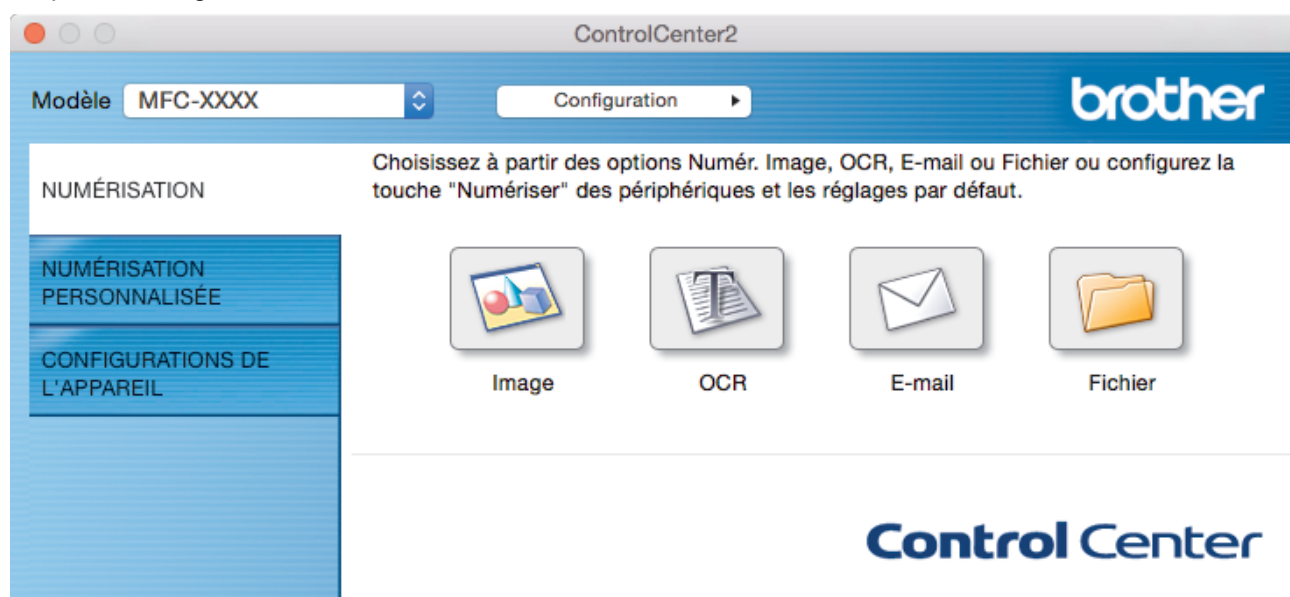 ControlCenter2
Modèle MFC-XXXX Configuration
brother
NUMÉRISATION
NUMÉRISATION
PERSONNALISÉE
CONFIGURATIONS DE
L'APPAREIL
Choisissez à partir des options Numér. Image, OCR, E-mail ou Fichier ou configurez la
touche "Numériser" des périphériques et les réglages par défaut.
Image OCR E-mail Fichier
Control Center